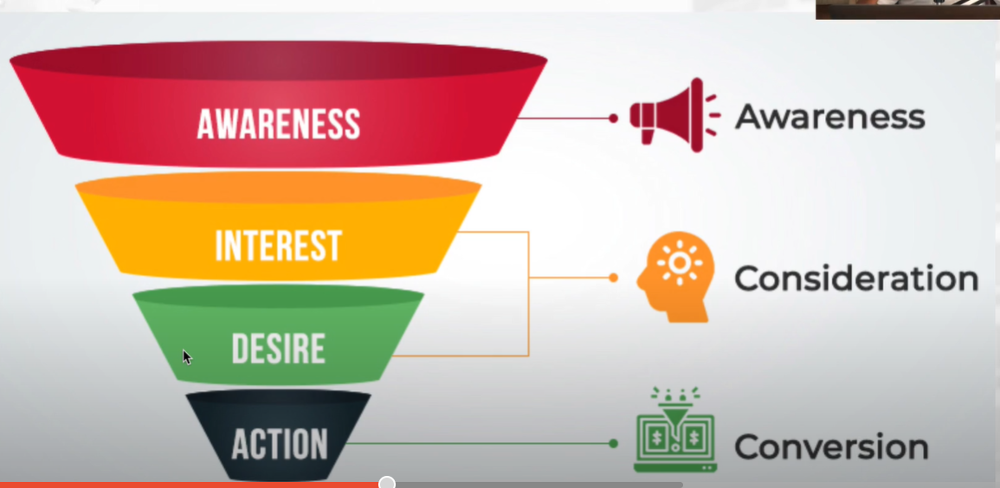 AWARENESS
Awareness
INTEREST
Consideration
DESIRE
ACTION
Conversion